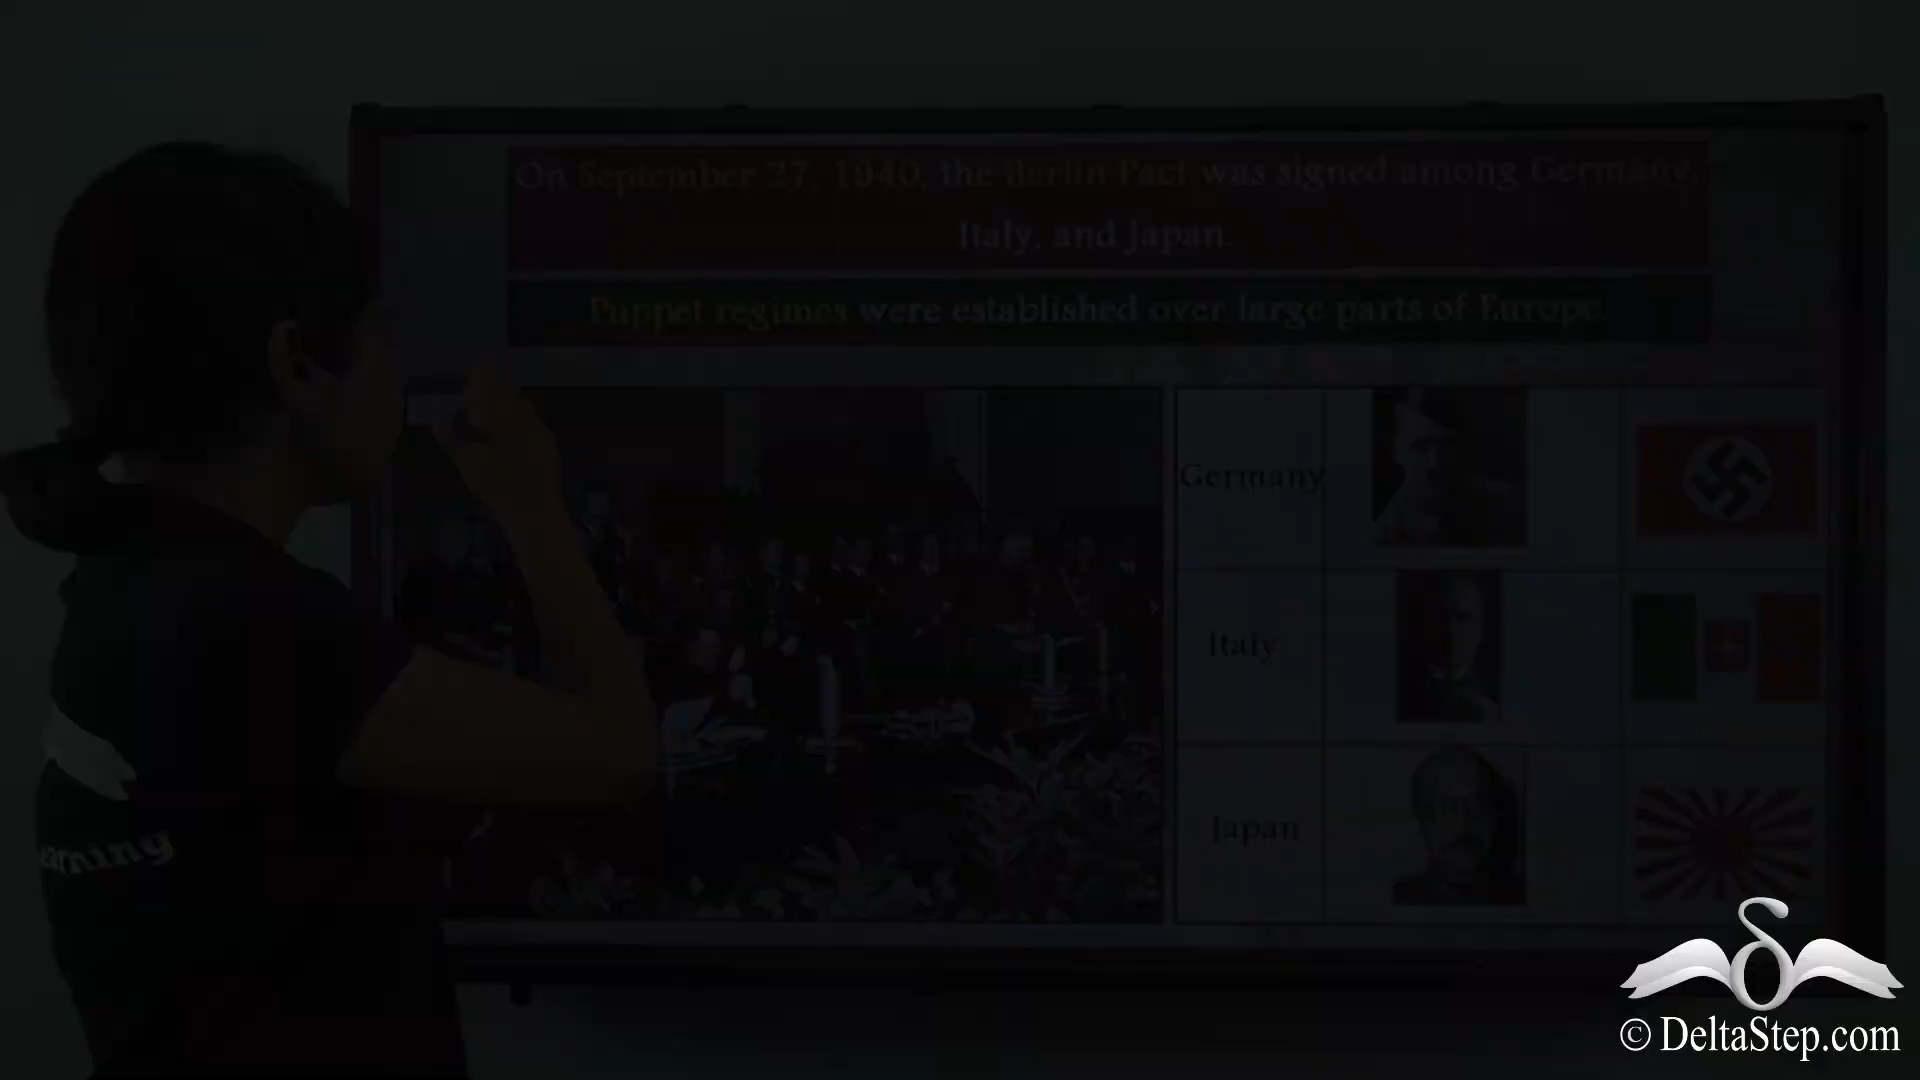 On September 27, 1940, the Berlin Pact was signed among Germany,
Italy, and Japan.
Puppet regimes were established over large parts of Europe.
Germany
Italy
Japan
arning
© DeltaStep.com